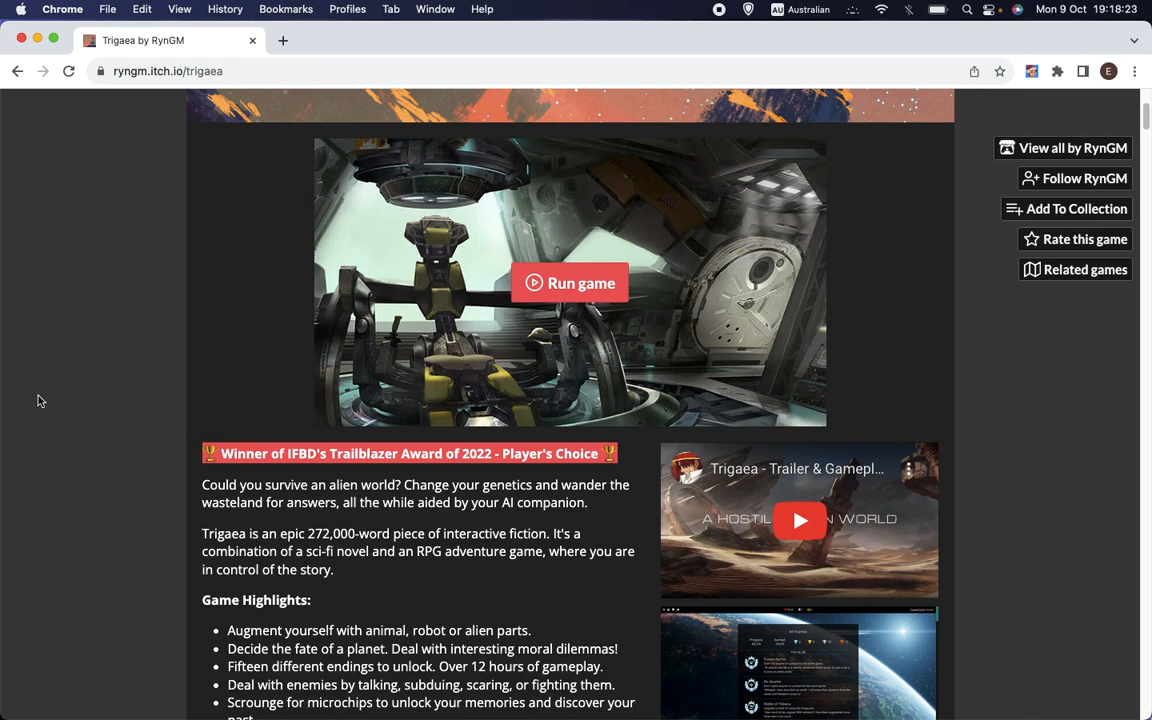 Chrome File Edit View History Bookmarks Profiles Tab Window Help AU Australian Mon 9 Oct 19:18:23
Trigaea by RynGM
ryngm.itch.io/trigaea E
View all by RynGM
Follow RynGM
Add To Collection
Rate this game
Related games
Run game
🏆 Winner of IFBD's Trailblazer Award of 2022 - Player's Choice 🏆
Could you survive an alien world? Change your genetics and wander the
wasteland for answers, all the while aided by your AI companion.
Trigaea is an epic 272,000-word piece of interactive fiction. It's a
combination of a sci-fi novel and an RPG adventure game, where you are
in control of the story.
Game Highlights:
Augment yourself with animal, robot or alien parts.
Decide the fate of a planet. Deal with interesting moral dilemmas!
Fifteen different endings to unlock. Over 12 hours of gameplay.
Deal with enemies by talking, subduing, scaring, or fighting them.
Scrounge for microchips to unlock your memories and discover your
past.
Trigaea - Trailer & Gamepl...
A HOSTIL N WORLD